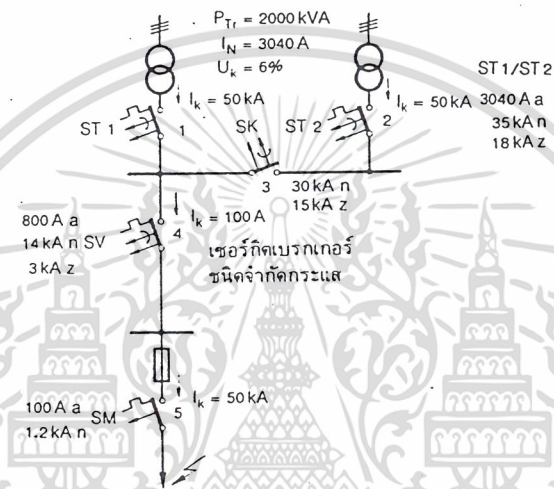 P_Tr = 2000 kVA
I_N = 3040 A
U_k = 6%
ST 1/ST 2
I_k = 50 kA
I_k = 50 kA
3040 A a
35 kA n
18 kA z
ST 1
1
SK
ST 2
2
3
30 kA n
15 kA z
800 A a
14 kA n SV
3 kA z
4
I_k = 100 A
เซอร์กิตเบรกเกอร์
ชนิดจำกัดกระแส
I_k = 50 kA
100 A a
1.2 kA n
SM
5